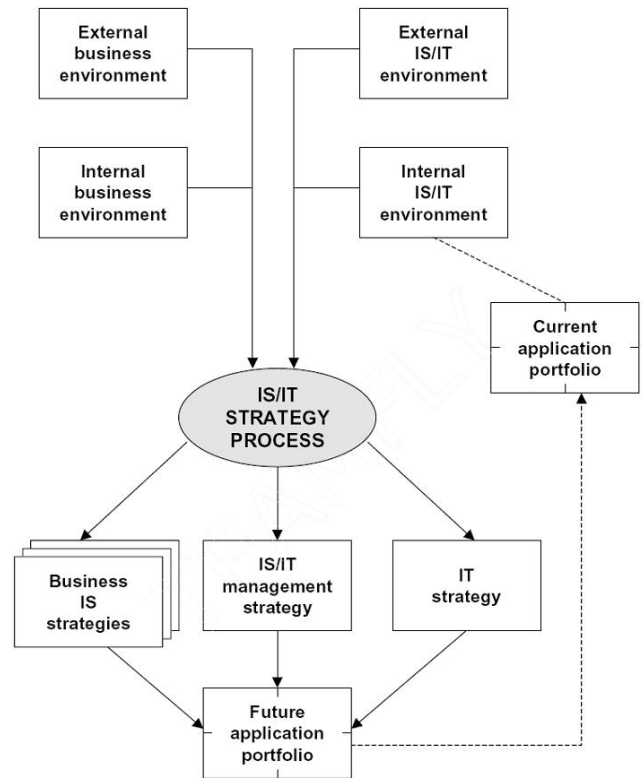 External
business
environment
External
IS/IT
environment
Internal
business
environment
Internal
IS/IT
environment
Current
application
portfolio
IS/IT
STRATEGY
PROCESS
Business
IS
strategies
IS/IT
management
strategy
IT
strategy
Future
application
portfolio
TEAMFLY